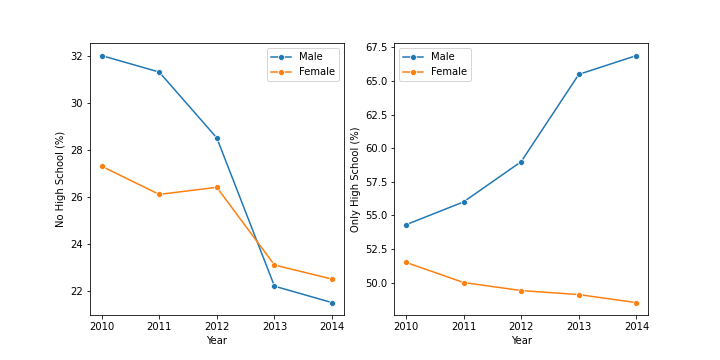 Male
Female
32
30
28
26
24
22
No High School (%)
2010 2011 2012 2013 2014
Year
Male
Female
67.5
65.0
62.5
60.0
57.5
55.0
52.5
50.0
Only High School (%)
2010 2011 2012 2013 2014
Year